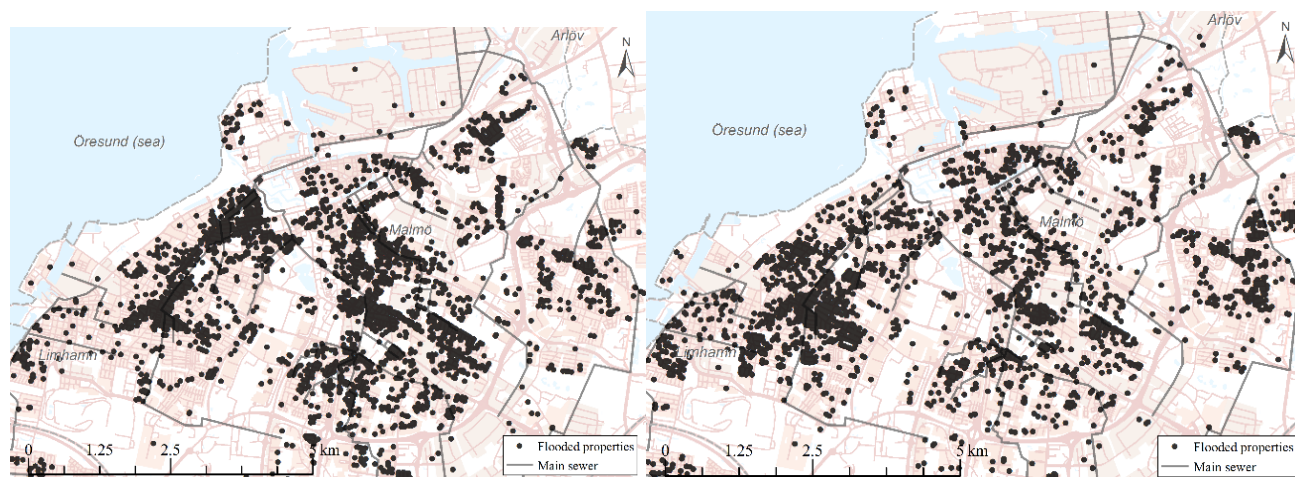 Arlöv
N
Öresund (sea)
Malmö
Limhamn
0
1.25
2.5
5 km
Flooded properties
Main sewer
Arlöv
N
Öresund (sea)
Malmö
Limhamn
0
1.25
2.5
5 km
Flooded properties
Main sewer